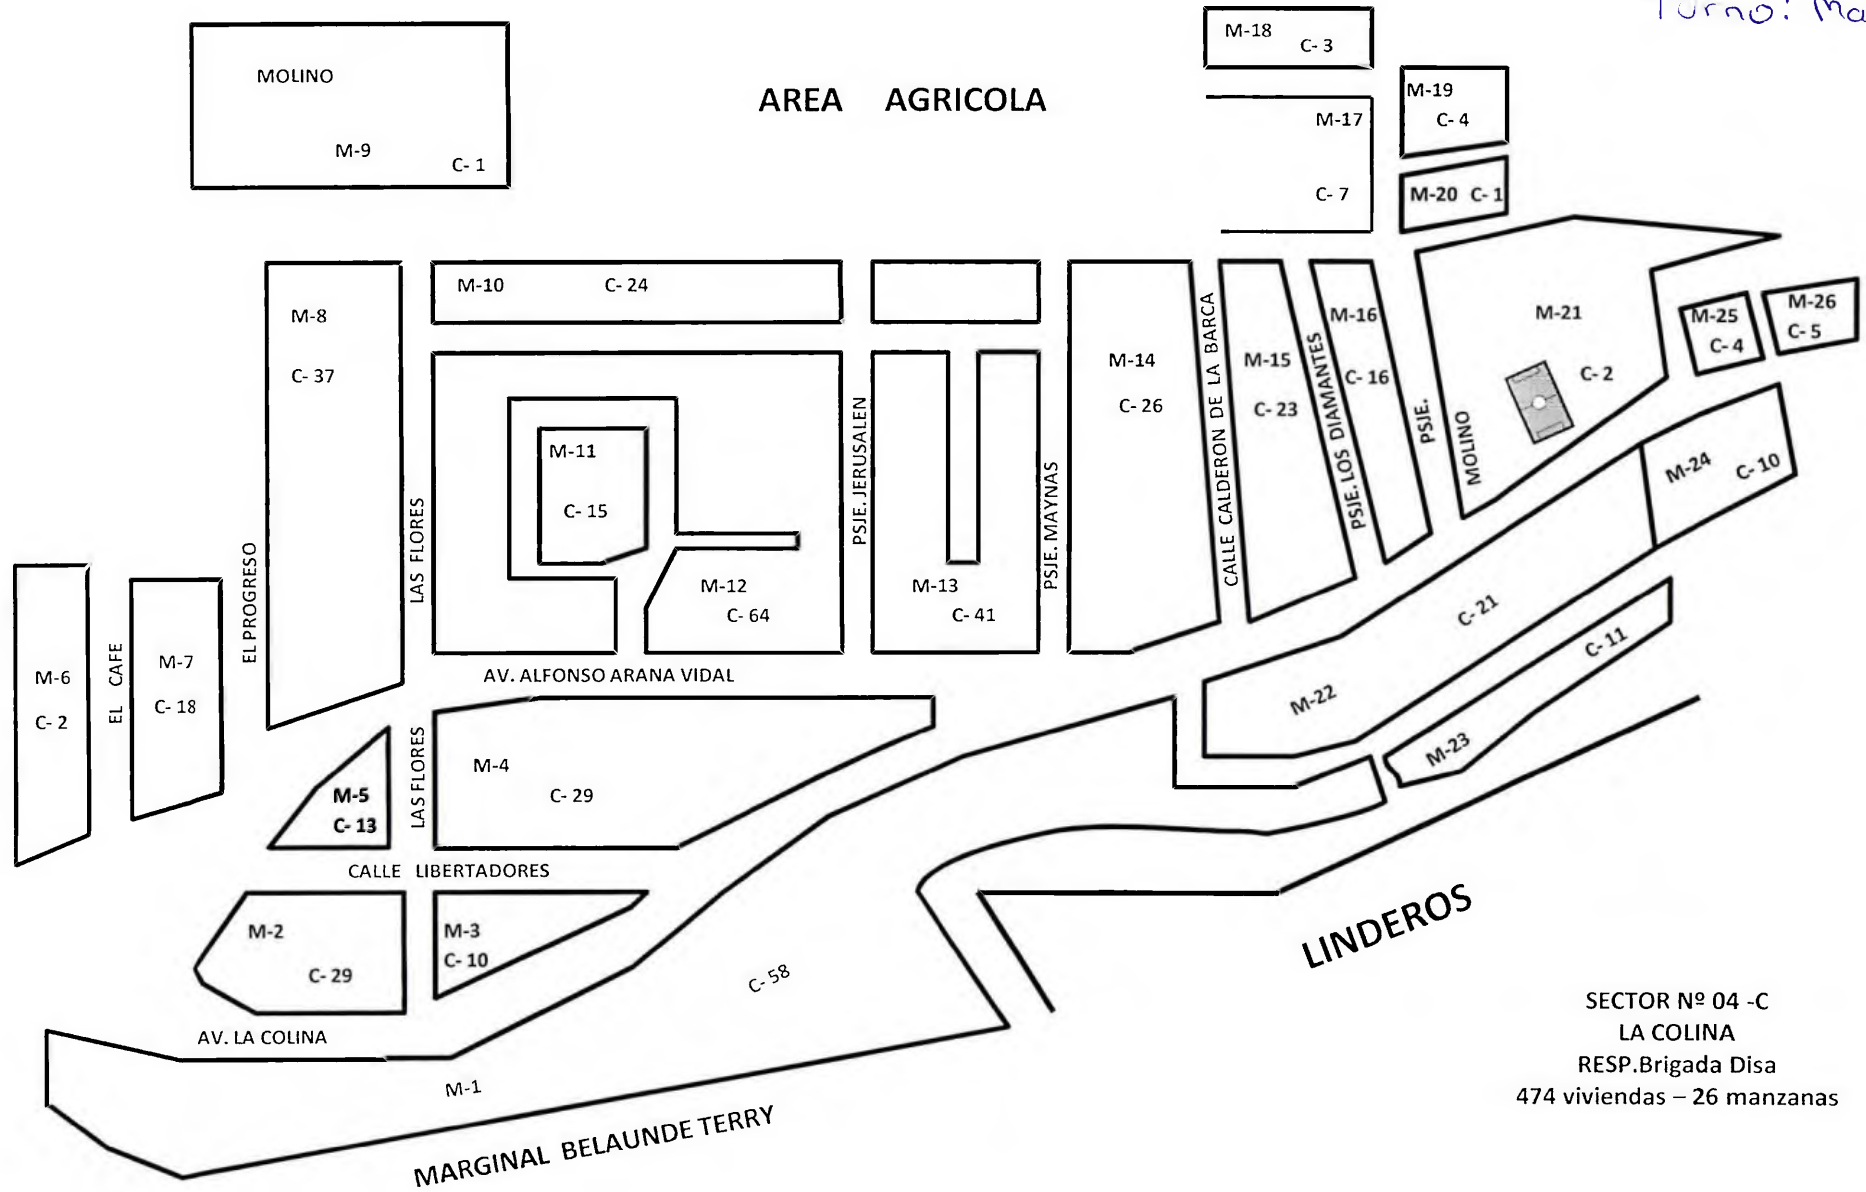 Turno:
M-18
C- 3
MOLINO
M-9
C- 1
AREA AGRICOLA
M-17
C- 7
M-19
C- 4
M-20 C- 1
M-8
C- 37
M-10 C- 24
M-11
C- 15
M-12
C- 64
M-13
C- 41
M-14
C- 26
M-15
C- 23
M-16
C- 16
M-21
C- 2
M-25
C- 4
M-26
C- 5
M-24
C- 10
EL PROGRESO
LAS FLORES
PSJE. JERUSALEN
PSJE. MAYNAS
CALLE CALDERON DE LA BARCA
PSJE. LOS DIAMANTES
PSJE.
MOLINO
M-6
C- 2
EL CAFE
M-7
C- 18
AV. ALFONSO ARANA VIDAL
C- 21
M-22
C- 11
M-23
M-5
C- 13
LAS FLORES
M-4
C- 29
CALLE LIBERTADORES
M-2
C- 29
M-3
C- 10
C- 58
AV. LA COLINA
M-1
MARGINAL BELAUNDE TERRY
LINDEROS
SECTOR Nº 04 -C
LA COLINA
RESP.Brigada Disa
474 viviendas – 26 manzanas